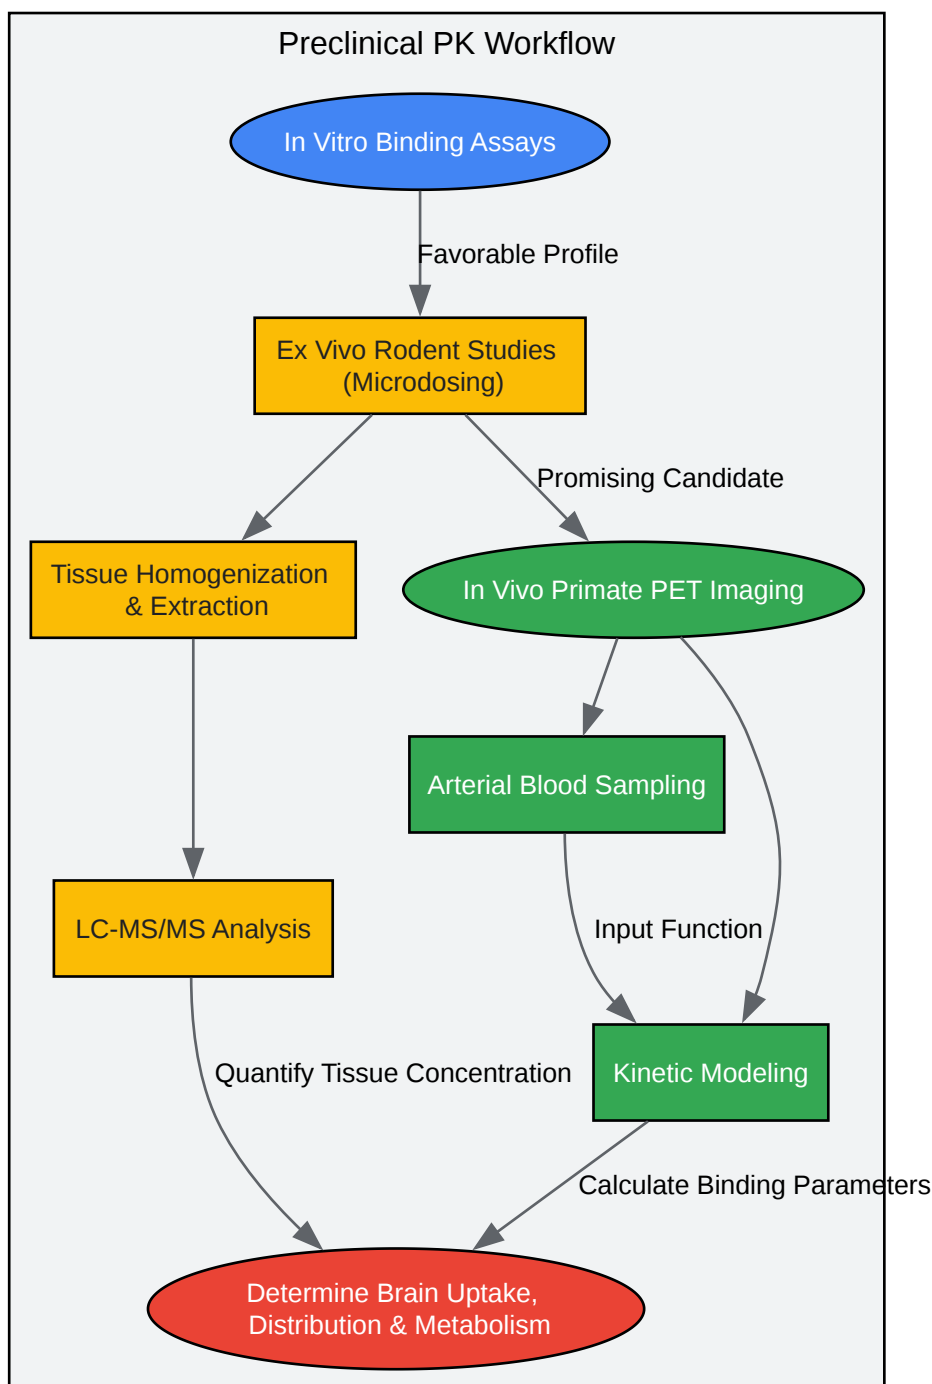 Preclinical PK Workflow
In Vitro Binding Assays
Favorable Profile
Ex Vivo Rodent Studies
(Microdosing)
Promising Candidate
Tissue Homogenization
& Extraction
In Vivo Primate PET Imaging
Arterial Blood Sampling
LC-MS/MS Analysis
Input Function
Quantify Tissue Concentration
Kinetic Modeling
Calculate Binding Parameters
Determine Brain Uptake,
Distribution & Metabolism